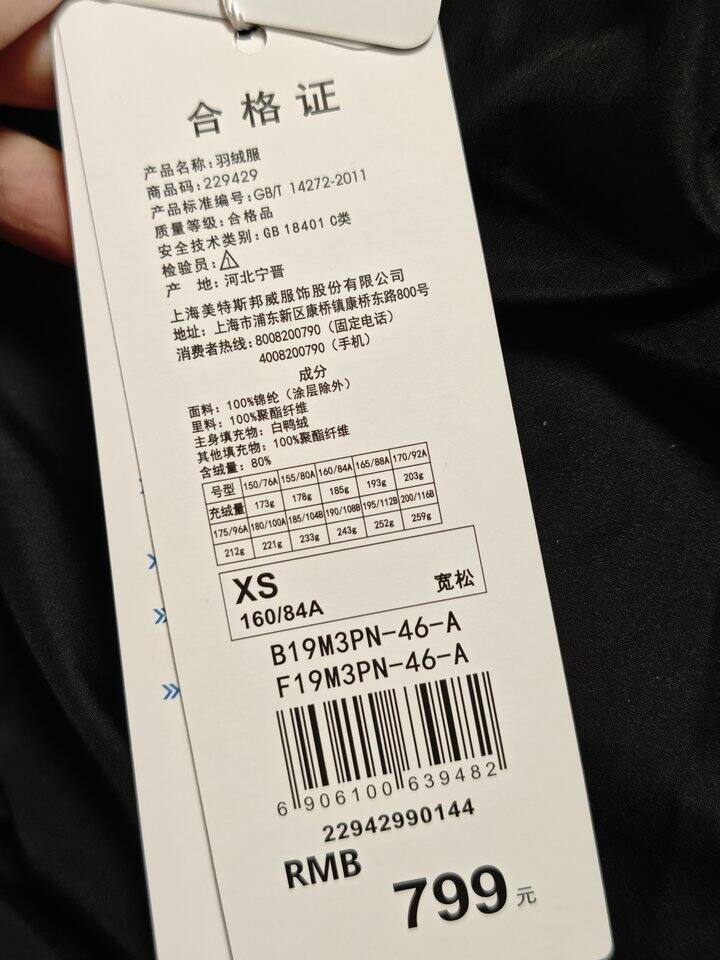 合格证
产品名称:羽绒服
商品码:229429
产品标准编号:GB/T 14272-2011
质量等级:合格品
安全技术类别:GB 18401 C类
检验员:1
产 地:河北宁晋
上海美特斯邦威服饰股份有限公司
地址: 上海市浦东新区康桥镇康桥东路800号
消费者热线:8008200790(固定电话)
4008200790(手机)
成分
面料: 100%锦纶(涂层除外)
里料: 100%聚酯纤维
主身填充物: 白鸭绒
其他填充物: 100%聚酯纤维
含绒量: 80%
号型 150/76A 155/80A 160/84A 165/88A 170/92A
充绒量 173g 178g 185g 193g 203g
175/96A 180/100A 185/104B 190/108B 195/112B 200/116B
212g 221g 233g 243g 252g 259g
XS
160/84A 宽松
B19M3PN-46-A
F19M3PN-46-A
6 906100 639482
22942990144
RMB 799元